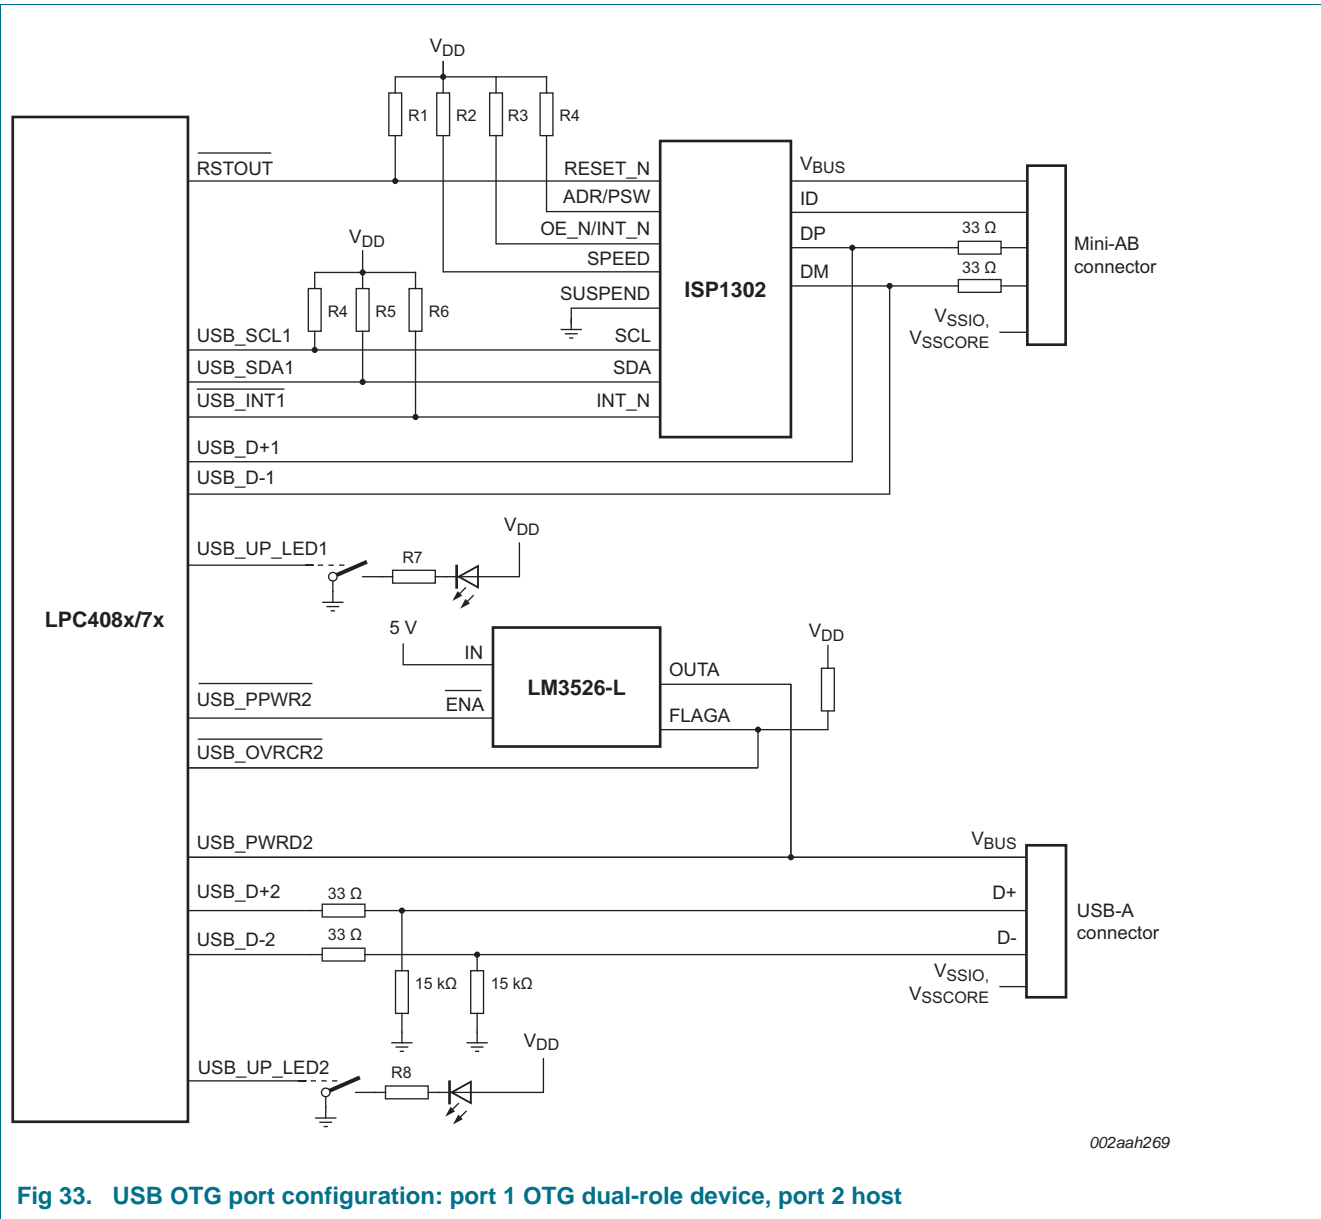 VDD
R1 R2 R3 R4
RSTOUT
RESET_N
ADR/PSW
OE_N/INT_N
SPEED
SUSPEND
VDD
R4 R5 R6
USB_SCL1
SCL
USB_SDA1
SDA
USB_INT1
INT_N
ISP1302
VBUS
ID
DP
33 Ω
DM
33 Ω
VSSIO,
VSSCORE
Mini-AB
connector
USB_D+1
USB_D-1
USB_UP_LED1
R7
VDD
LPC408x/7x
5 V
IN
LM3526-L
OUTA
VDD
USB_PPWR2
ENA
FLAGA
USB_OVRCR2
USB_PWRD2
VBUS
USB_D+2
33 Ω
D+
USB_D-2
33 Ω
D-
USB-A
connector
15 kΩ
15 kΩ
VSSIO,
VSSCORE
USB_UP_LED2
R8
VDD
002aah269
Fig 33. USB OTG port configuration: port 1 OTG dual-role device, port 2 host